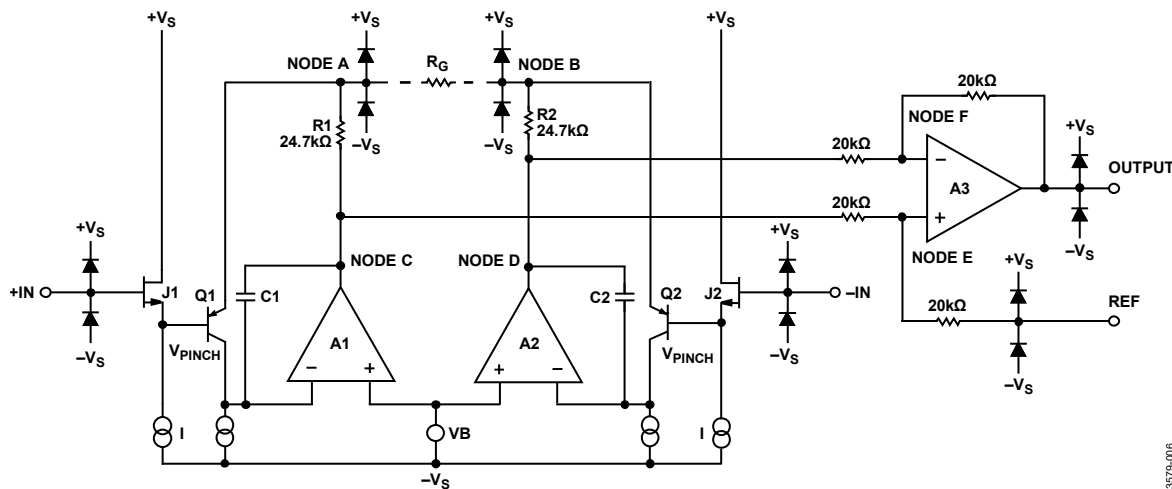 +VS +VS +VS +VS
NODE A RG NODE B
20kΩ
R1
24.7kΩ
R2
24.7kΩ
–VS –VS
NODE F
+VS
20kΩ
–
A3
OUTPUT
20kΩ
+
–VS
+VS
NODE C NODE D
NODE E
+VS
+VS
+IN J1 Q1 C1 C2 Q2 J2 –IN
20kΩ
REF
A1 A2
–VS VPINCH VPINCH –VS
–VS
– + + –
I VB I
–VS
03579-006